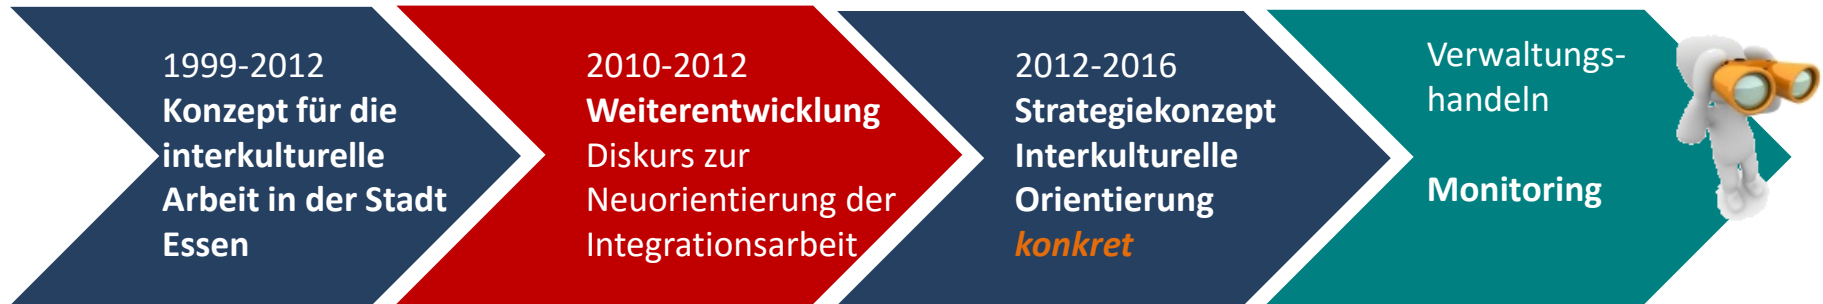 1999-2012
Konzept für die
interkulturelle
Arbeit in der Stadt
Essen
2010-2012
Weiterentwicklung
Diskurs zur
Neuorientierung der
Integrationsarbeit
2012-2016
Strategiekonzept
Interkulturelle
Orientierung
konkret
Verwaltungs-
handeln
Monitoring